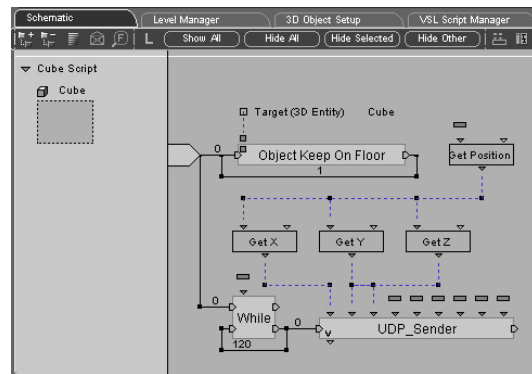 Schematic Level Manager 3D Object Setup VSL Script Manager
L Show All Hide All Hide Selected Hide Other
Cube Script
Cube
Target (3D Entity) Cube
0 Object Keep On Floor Get Position
1
Get X Get Y Get Z
0
While 0 UDP_Sender
V
120